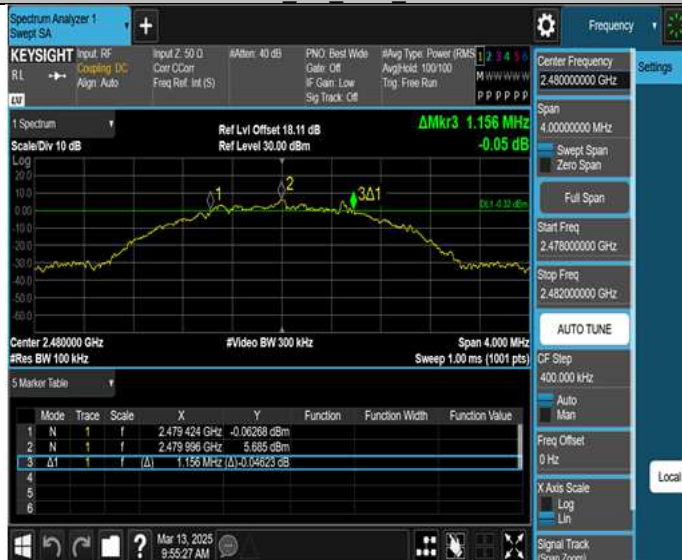 Spectrum Analyzer 1
Swept SA
+
Frequency
KEYSIGHT
RL
Input: RF
Coupling: DC
Align: Auto
Input Z: 50 Ω
Corr CCorr
Freq Ref: Int (S)
#Atten: 40 dB
PNO: Best Wide
Gate: Off
IF Gain: Low
Sig Track: Off
#Avg Type: Power (RMS
Avg|Hold: 100/100
Trig: Free Run
1 2 3 4 5 6
M W W W W W
P P P P P P
LXI
1 Spectrum
Scale/Div 10 dB
Ref Lvl Offset 18.11 dB
Ref Level 30.00 dBm
ΔMkr3 1.156 MHz
-0.05 dB
Log
20.0
10.0
0.00
-10.0
-20.0
-30.0
-40.0
-50.0
-60.0
1
2
3Δ1
DL1 -0.32 dBm
Center 2.480000 GHz
#Video BW 300 kHz
Span 4.000 MHz
#Res BW 100 kHz
Sweep 1.00 ms (1001 pts)
5 Marker Table
Mode Trace Scale X Y Function Function Width Function Value
1 N 1 f 2.479 424 GHz -0.06268 dBm
2 N 1 f 2.479 996 GHz 5.685 dBm
3 Δ1 1 f (Δ) 1.156 MHz (Δ) -0.04623 dB
4
5
6
Mar 13, 2025
9:55:27 AM
?
Center Frequency
2.480000000 GHz
Settings
Span
4.00000000 MHz
Swept Span
Zero Span
Full Span
Start Freq
2.478000000 GHz
Stop Freq
2.482000000 GHz
AUTO TUNE
CF Step
400.000 kHz
Auto
Man
Freq Offset
0 Hz
X Axis Scale
Log
Lin
Local
Signal Track
(Span Zoom)